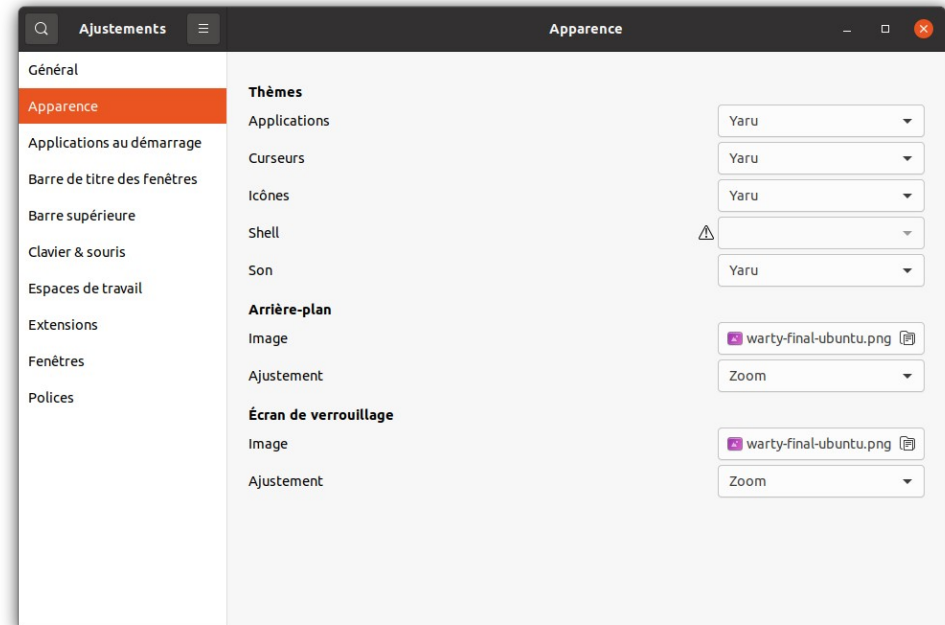 Ajustements
Apparence
Général
Apparence
Applications au démarrage
Barre de titre des fenêtres
Barre supérieure
Clavier & souris
Espaces de travail
Extensions
Fenêtres
Polices
Thèmes
Applications Yaru
Curseurs Yaru
Icônes Yaru
Shell
Son Yaru
Arrière-plan
Image warty-final-ubuntu.png
Ajustement Zoom
Écran de verrouillage
Image warty-final-ubuntu.png
Ajustement Zoom